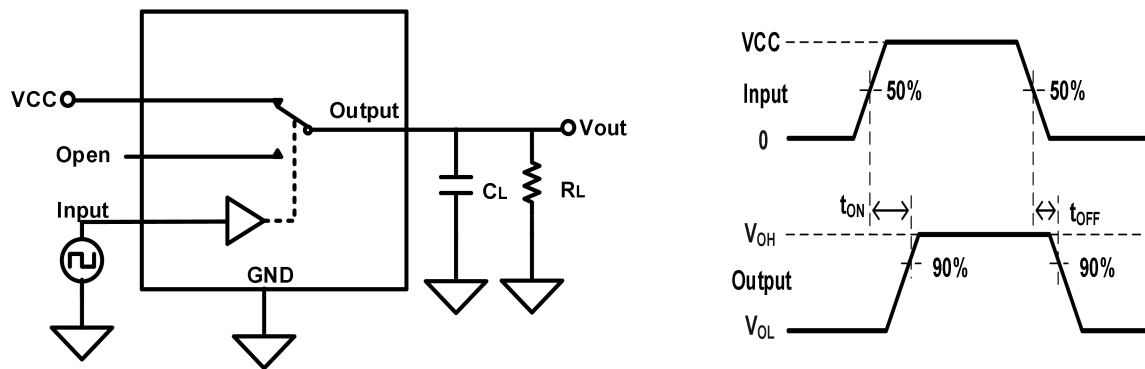 VCC
Output
Vout
Open
CL
RL
Input
GND
VCC
Input
0
50%
50%
tON
tOFF
VOH
Output
VOL
90%
90%